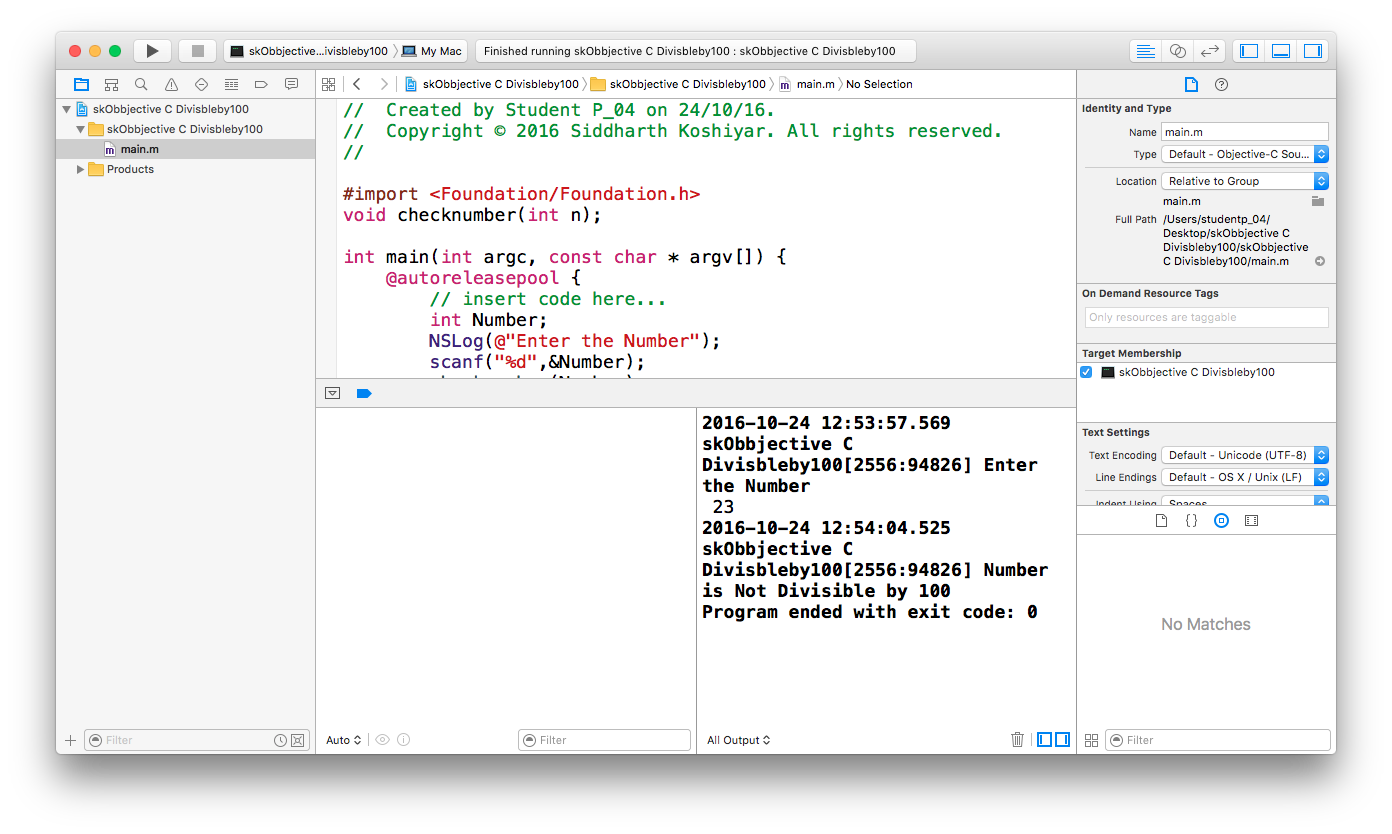 skObbjective...ivisbleby100
My Mac
Finished running skObbjective C Divisbleby100 : skObbjective C Divisbleby100
skObbjective C Divisbleby100
skObbjective C Divisbleby100
main.m
Products
skObbjective C Divisbleby100
skObbjective C Divisbleby100
main.m
No Selection
// Created by Student P_04 on 24/10/16.
// Copyright © 2016 Siddharth Koshiyar. All rights reserved.
//
#import <Foundation/Foundation.h>
void checknumber(int n);
int main(int argc, const char * argv[]) {
@autoreleasepool {
// insert code here...
int Number;
NSLog(@"Enter the Number");
scanf("%d",&Number);
2016-10-24 12:53:57.569
skObbjective C
Divisbleby100[2556:94826] Enter
the Number
23
2016-10-24 12:54:04.525
skObbjective C
Divisbleby100[2556:94826] Number
is Not Divisible by 100
Program ended with exit code: 0
Filter
Auto
Filter
All Output
Identity and Type
Name main.m
Type Default - Objective-C Sou...
Location Relative to Group
main.m
Full Path /Users/studentp_04/
Desktop/skObbjective C
Divisbleby100/skObbjective
C Divisbleby100/main.m
On Demand Resource Tags
Only resources are taggable
Target Membership
skObbjective C Divisbleby100
Text Settings
Text Encoding Default - Unicode (UTF-8)
Line Endings Default - OS X / Unix (LF)
Indent Using Spaces
No Matches
Filter